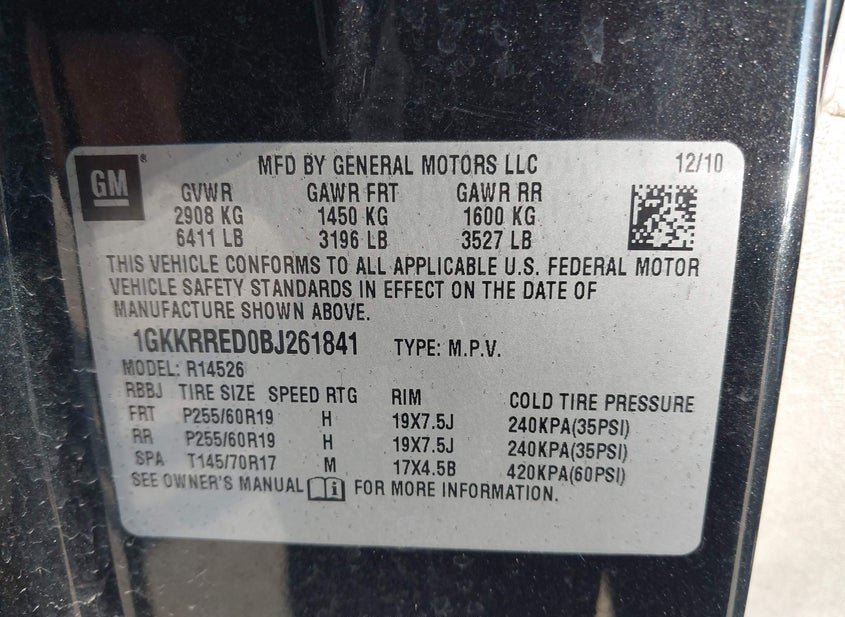 GM ® MFD BY GENERAL MOTORS LLC 12/10
GVWR GAWR FRT GAWR RR
2908 KG 1450 KG 1600 KG
6411 LB 3196 LB 3527 LB
THIS VEHICLE CONFORMS TO ALL APPLICABLE U.S. FEDERAL MOTOR
VEHICLE SAFETY STANDARDS IN EFFECT ON THE DATE OF
MANUFACTURE SHOWN ABOVE.
1GKKRRED0BJ261841 TYPE: M.P.V.
MODEL: R14526
RBBJ TIRE SIZE SPEED RTG RIM COLD TIRE PRESSURE
FRT P255/60R19 H 19X7.5J 240KPA(35PSI)
RR P255/60R19 H 19X7.5J 240KPA(35PSI)
SPA T145/70R17 M 17X4.5B 420KPA(60PSI)
SEE OWNER'S MANUAL FOR MORE INFORMATION.